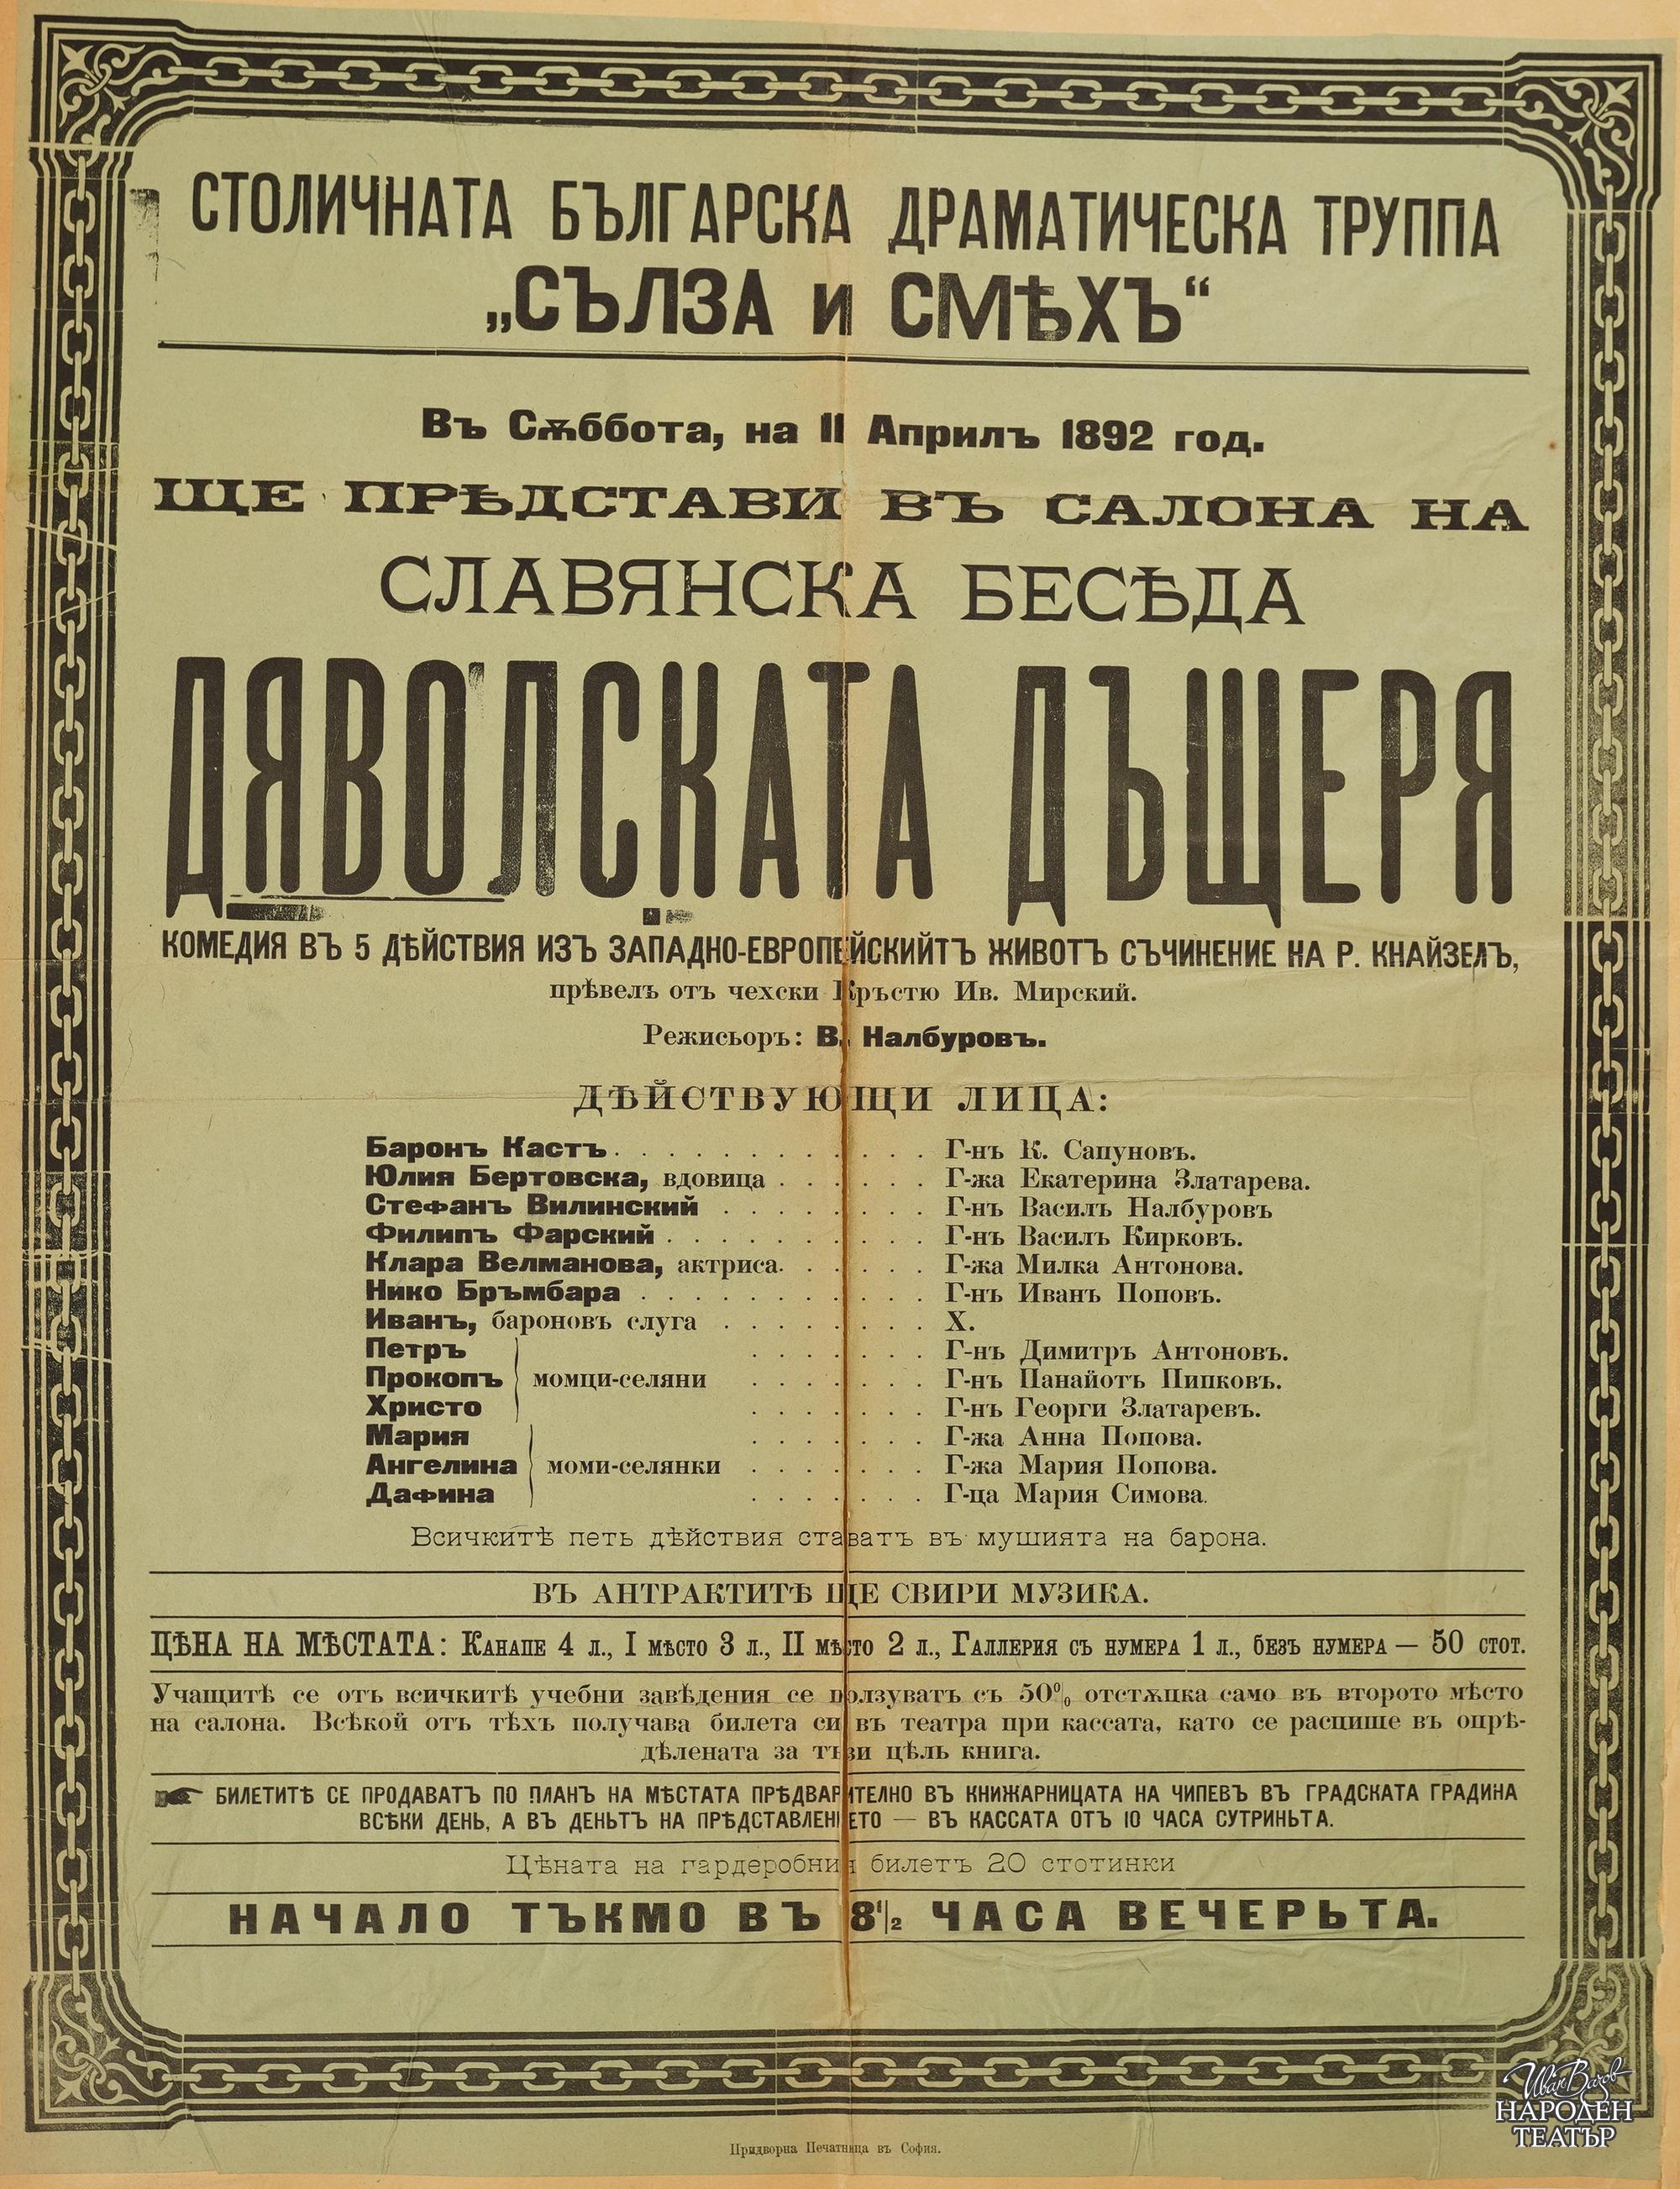 СТОЛИЧНАТА БЪЛГАРСКА ДРАМАТИЧЕСКА ТРУППА
„СЪЛЗА И СМѢХЪ“
Въ Сѫббота, на 11 Априлъ 1892 год.
ЩЕ ПРѢДСТАВИ ВЪ САЛОНА НА
СЛАВЯНСКА БЕСѢДА
ДЯВОЛСКАТА ДЪЩЕРЯ
КОМЕДИЯ ВЪ 5 ДѢЙСТВИЯ ИЗЪ ЗАПАДНО-ЕВРОПЕЙСКИЙТЪ ЖИВОТЪ СЪЧИНЕНИЕ НА Р. КНАЙЗЕЛЪ,
прѣвелъ отъ чехски Кръстю Ив. Мирский.
Режисьоръ: В. Налбуровъ.
ДѢЙСТВУЮЩИ ЛИЦА:
Баронъ Кастъ . . . . . . . . . . . . Г-нъ К. Сапуновъ.
Юлия Бертовска, вдовица . . . . . . Г-жа Екатерина Златарева.
Стефанъ Вилинский . . . . . . . . Г-нъ Василъ Налбуровъ
Филипъ Фарский . . . . . . . . . . Г-нъ Василъ Кирковъ.
Клара Велманова, актриса . . . . . . Г-жа Милка Антонова.
Нико Бръмбара . . . . . . . . . . . Г-нъ Иванъ Поповъ.
Иванъ, бароновъ слуга . . . . . . . . X.
Петръ . . . . . . . Г-нъ Димитръ Антоновъ.
Прокопъ } момци-селяни . . . . . . . Г-нъ Панайотъ Пипковъ.
Христо . . . . . . . Г-нъ Георги Златаревъ.
Мария . . . . . . . Г-жа Анна Попова.
Ангелина } моми-селянки . . . . . . . Г-жа Мария Попова.
Дафина . . . . . . . Г-ца Мария Симова.
Всичкитѣ петь дѣйствия ставатъ въ мушията на барона.
ВЪ АНТРАКТИТѢ ЩЕ СВИРИ МУЗИКА.
ЦѢНА НА МѢСТАТА: Канапе 4 л., I мѣсто 3 л., II мѣсто 2 л., Галлерия съ нумера 1 л., безъ нумера — 50 стот.
Учащитѣ се отъ всичкитѣ учебни заведѣния се ползуватъ съ 50% отстѫпка само въ второто мѣсто
на салона. Всѣкой отъ тѣхъ получава билета си въ театра при кассата, като се распише въ опрѣ-
дѣлената за тъзи цѣль книга.
☛ БИЛЕТИТѢ СЕ ПРОДАВАТЪ ПО ПЛАНЪ НА МѢСТАТА ПРѢДВАРИТЕЛНО ВЪ КНИЖАРНИЦАТА НА ЧИПЕВЪ ВЪ ГРАДСКАТА ГРАДИНА
ВСѢКИ ДЕНЬ, А ВЪ ДЕНЬТЪ НА ПРѢДСТАВЛЕНИЕТО — ВЪ КАССАТА ОТЪ 10 ЧАСА СУТРИНЬТА.
Цѣната на гардеробния билетъ 20 стотинки
НАЧАЛО ТЪКМО ВЪ 8 1/2 ЧАСА ВЕЧЕРЬТА.
Придворна Печатница въ София.
Иван Вазов
НАРОДЕН
ТЕАТЪР